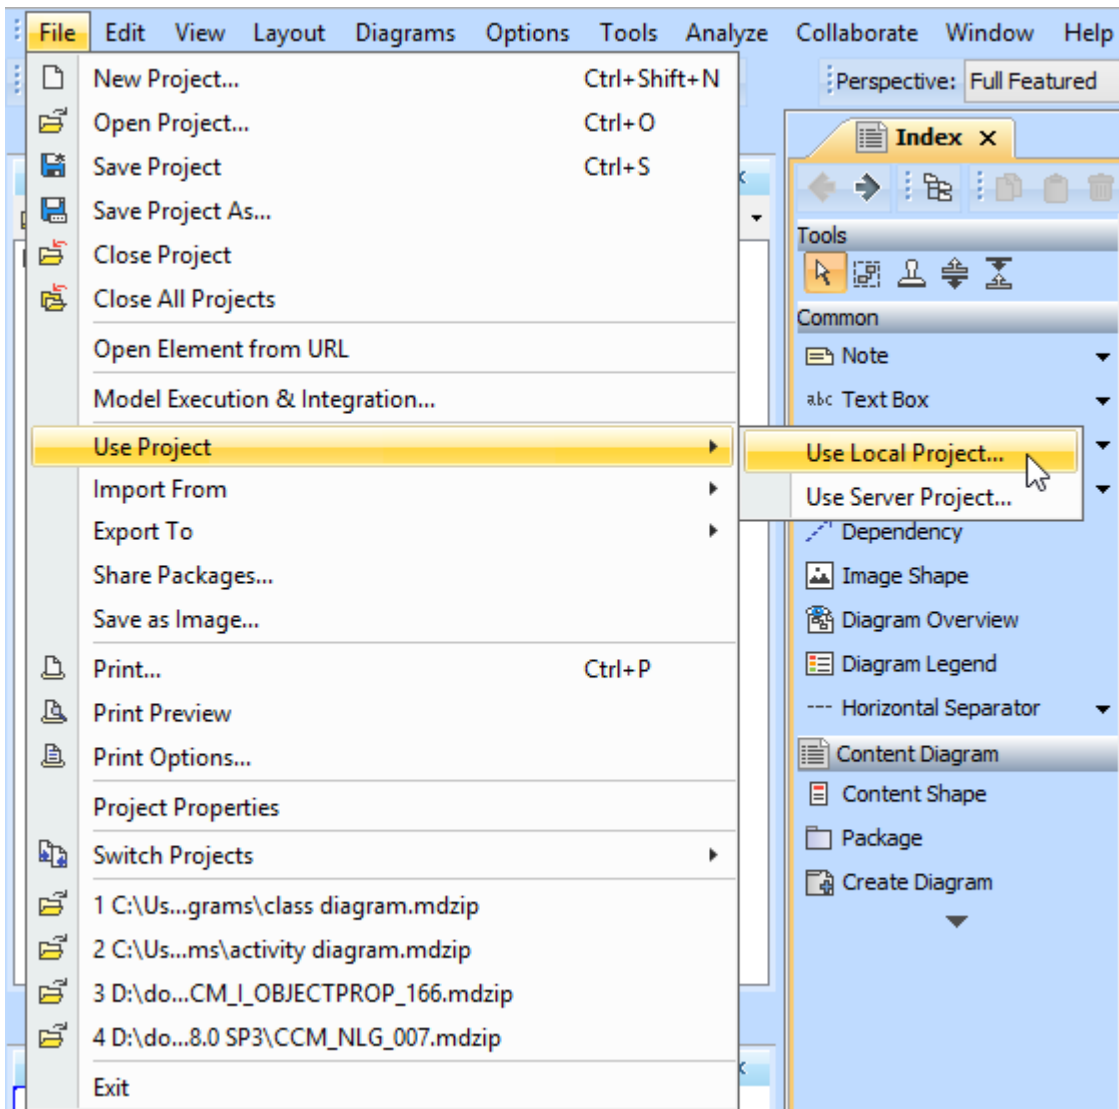 File Edit View Layout Diagrams Options Tools Analyze Collaborate Window Help
New Project... Ctrl+Shift+N
Open Project... Ctrl+O
Save Project Ctrl+S
Save Project As...
Close Project
Close All Projects
Open Element from URL
Model Execution & Integration...
Use Project
Import From
Export To
Share Packages...
Save as Image...
Print... Ctrl+P
Print Preview
Print Options...
Project Properties
Switch Projects
1 C:\Us...grams\class diagram.mdzip
2 C:\Us...ms\activity diagram.mdzip
3 D:\do...CM_I_OBJECTPROP_166.mdzip
4 D:\do...8.0 SP3\CCM_NLG_007.mdzip
Exit
Use Local Project...
Use Server Project...
Perspective: Full Featured
Index
Tools
Common
Note
abc Text Box
Dependency
Image Shape
Diagram Overview
Diagram Legend
Horizontal Separator
Content Diagram
Content Shape
Package
Create Diagram